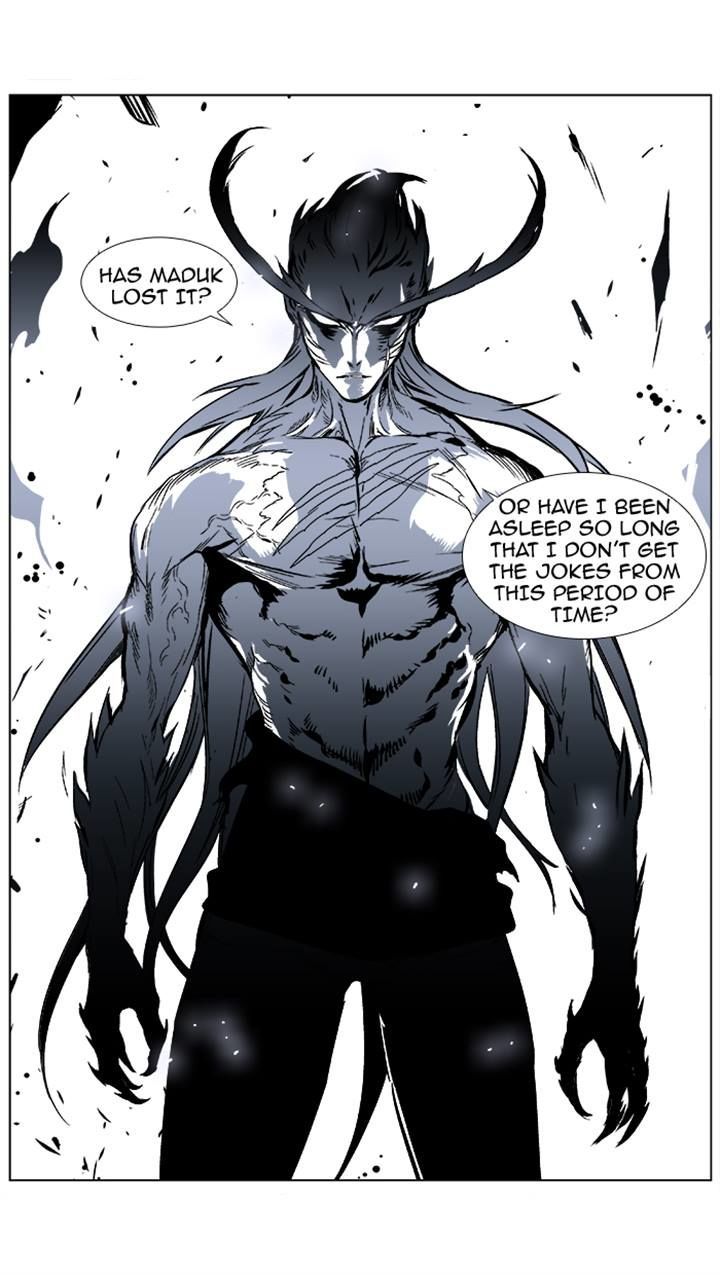 HAS MADUK
LOST IT?
OR HAVE I BEEN
ASLEEP SO LONG
THAT I DON'T GET
THE JOKES FROM
THIS PERIOD OF
TIME?